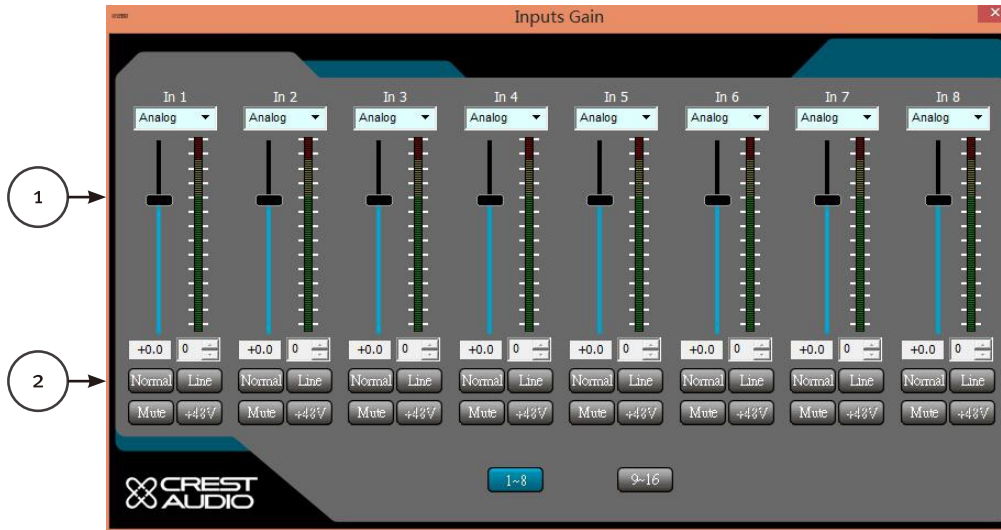 Inputs Gain
In 1 In 2 In 3 In 4 In 5 In 6 In 7 In 8
Analog Analog Analog Analog Analog Analog Analog Analog
1
+0.0 0 +0.0 0 +0.0 0 +0.0 0 +0.0 0 +0.0 0 +0.0 0 +0.0 0
2
Normal Line Normal Line Normal Line Normal Line Normal Line Normal Line Normal Line Normal Line
Mute +48V Mute +48V Mute +48V Mute +48V Mute +48V Mute +48V Mute +48V Mute +48V
1~8 9~16
CREST
AUDIO